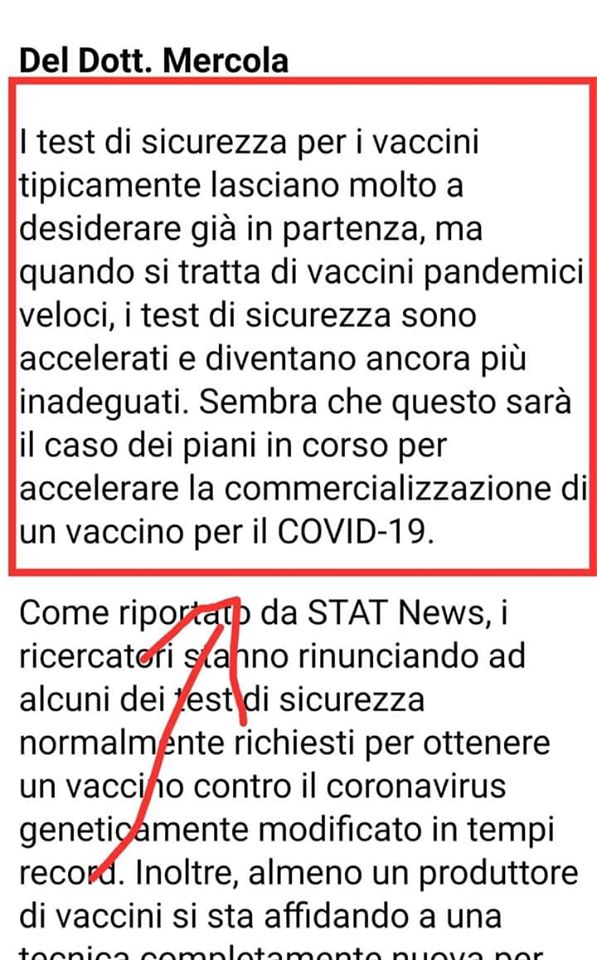 Del Dott. Mercola
I test di sicurezza per i vaccini
tipicamente lasciano molto a
desiderare già in partenza, ma
quando si tratta di vaccini pandemici
veloci, i test di sicurezza sono
accelerati e diventano ancora più
inadeguati. Sembra che questo sarà
il caso dei piani in corso per
accelerare la commercializzazione di
un vaccino per il COVID-19.
Come riportato da STAT News, i
ricercatori stanno rinunciando ad
alcuni dei test di sicurezza
normalmente richiesti per ottenere
un vaccino contro il coronavirus
geneticamente modificato in tempi
record. Inoltre, almeno un produttore
di vaccini si sta affidando a una
tecnica completamente nuova per